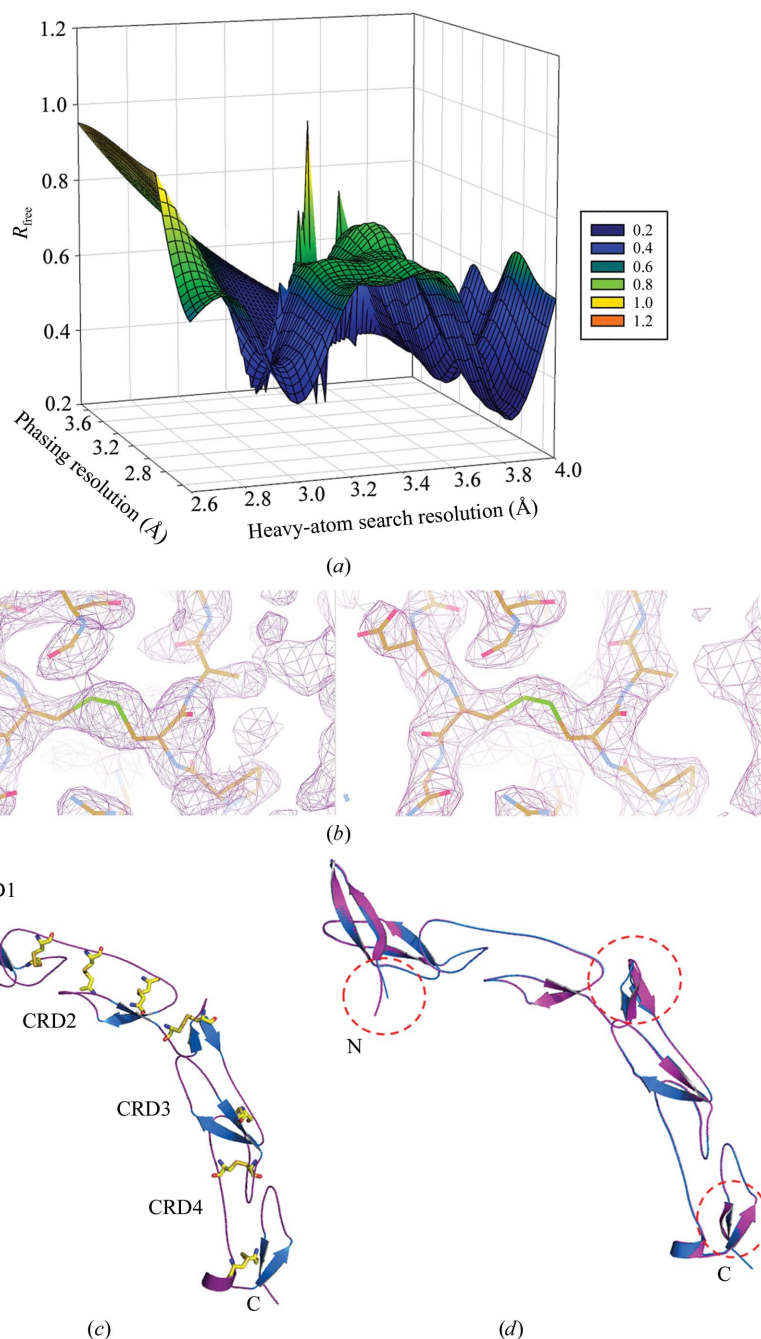 1.2
1.0
0.8
0.6
0.4
0.2
Rfree
3.6
3.2
2.8
Phasing resolution (Å)
2.6 2.8 3.0 3.2 3.4 3.6 3.8 4.0
Heavy-atom search resolution (Å)
0.2
0.4
0.6
0.8
1.0
1.2
(a)
(b)
D1
CRD2
CRD3
CRD4
C
(c)
N
C
(d)